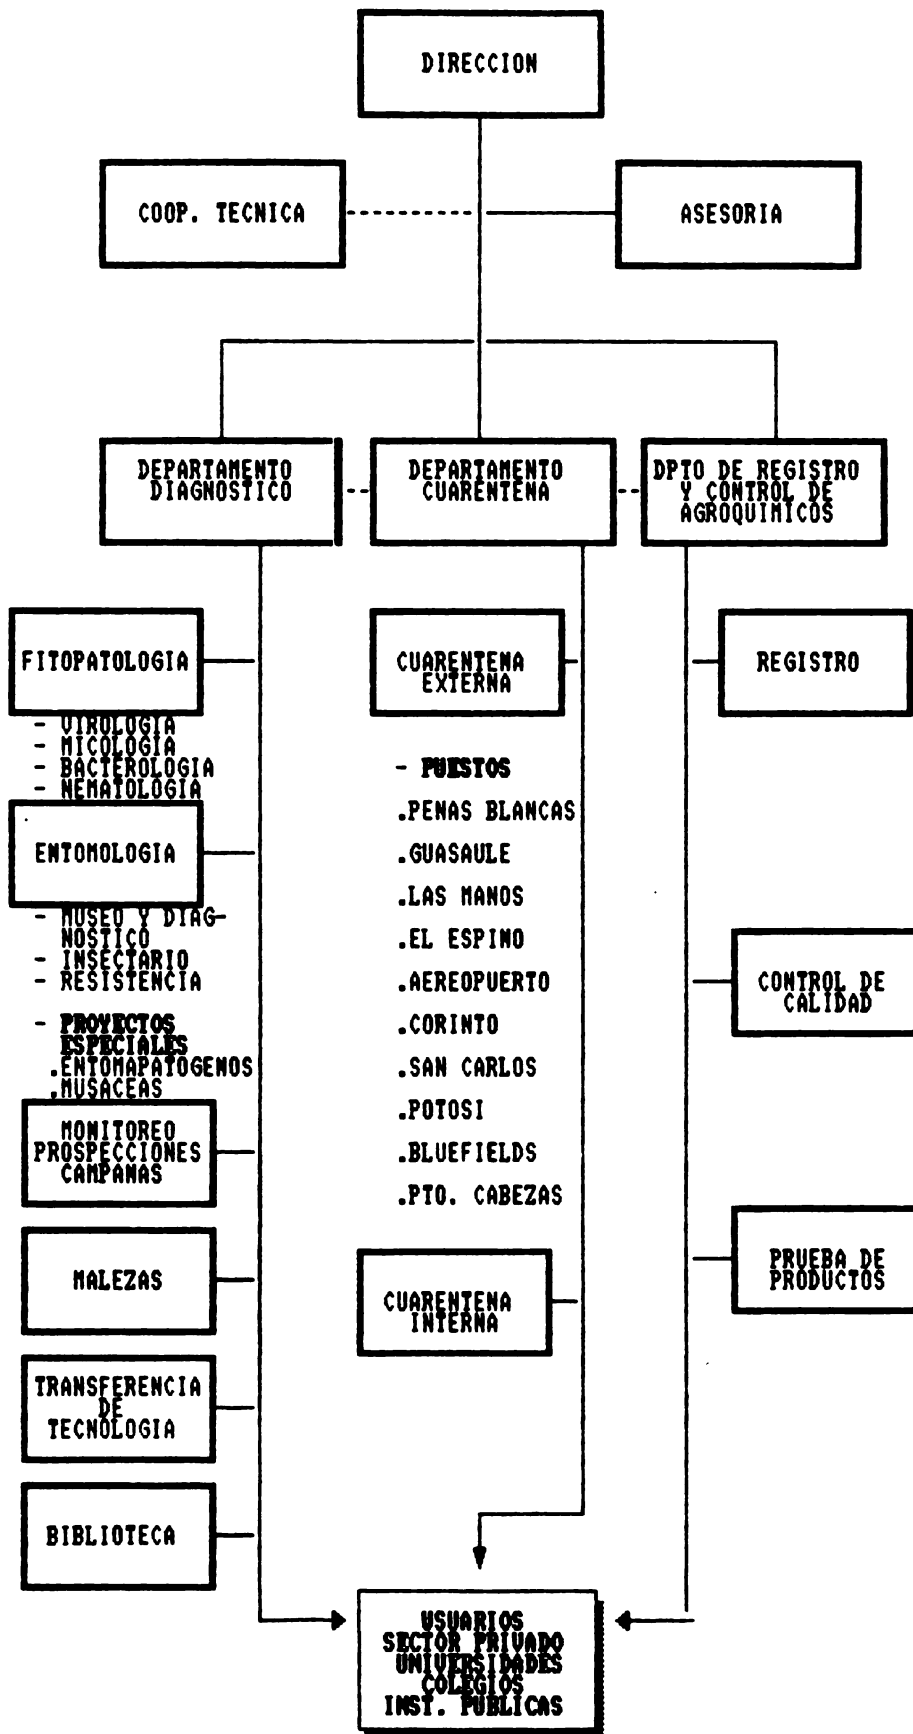 DIRECCION
COOP. TECNICA
ASESORIA
DEPARTAMENTO
DIAGNOSTICO
DEPARTAMENTO
CUARENTENA
DPTO DE REGISTRO
Y CONTROL DE
AGROQUIMICOS
FITOPATOLOGIA
- VIROLOGIA
- MICOLOGIA
- BACTEROLOGIA
- NEMATOLOGIA
ENTOMOLOGIA
- MUSEO Y DIAG-
NOSTICO
- INSECTARIO
- RESISTENCIA
- PROYECTOS
ESPECIALES
.ENTOMAPATOGENOS
.MUSACEAS
MONITOREO
PROSPECCIONES
CAMPANAS
MALEZAS
TRANSFERENCIA
DE
TECNOLOGIA
BIBLIOTECA
CUARENTENA
EXTERNA
- PUESTOS
.PENAS BLANCAS
.GUASAULE
.LAS MANOS
.EL ESPINO
.AEREOPUERTO
.CORINTO
.SAN CARLOS
.POTOSI
.BLUEFIELDS
.PTO. CABEZAS
CUARENTENA
INTERNA
REGISTRO
CONTROL DE
CALIDAD
PRUEBA DE
PRODUCTOS
USUARIOS
SECTOR PRIVADO
UNIVERSIDADES
COLEGIOS
INST. PUBLICAS